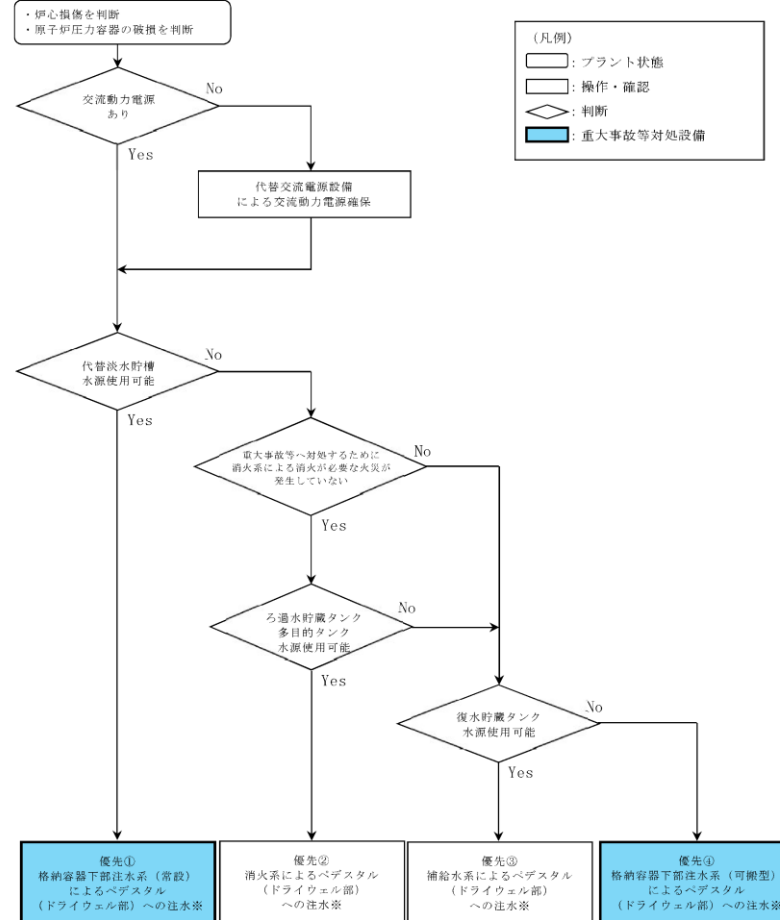 ・炉心損傷を判断
・原子炉圧力容器の破損を判断
(凡例)
：プラント状態
：操作・確認
：判断
：重大事故等対処設備
交流動力電源
あり
No
Yes
代替交流電源設備
による交流動力電源確保
代替淡水貯槽
水源使用可能
No
Yes
重大事故等へ対処するために
消火系による消火が必要な火災が
発生していない
No
Yes
ろ過水貯蔵タンク
多目的タンク
水源使用可能
No
Yes
復水貯蔵タンク
水源使用可能
No
Yes
優先①
格納容器下部注水系（常設）
によるペデスタル
（ドライウェル部）への注水※
優先②
消火系によるペデスタル
（ドライウェル部）
への注水※
優先③
補給水系によるペデスタル
（ドライウェル部）
への注水※
優先④
格納容器下部注水系（可搬型）
によるペデスタル
（ドライウェル部）への注水※